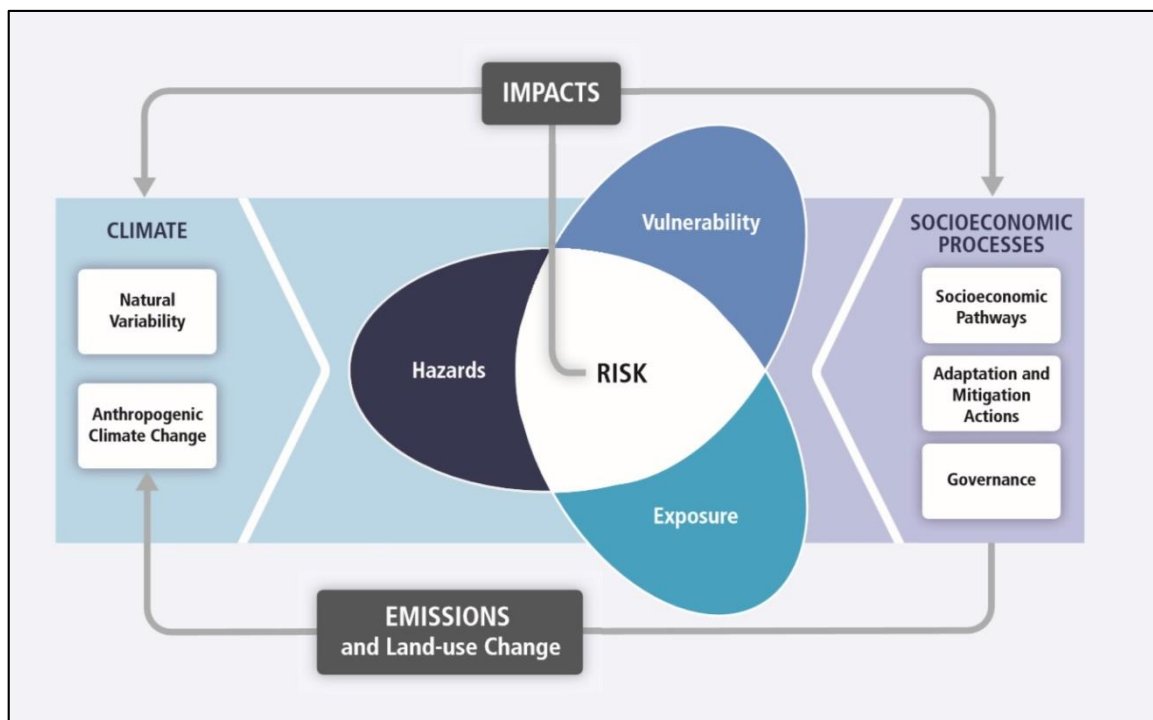 IMPACTS
CLIMATE
Natural
Variability
Anthropogenic
Climate Change
Vulnerability
Hazards
RISK
Exposure
SOCIOECONOMIC
PROCESSES
Socioeconomic
Pathways
Adaptation and
Mitigation
Actions
Governance
EMISSIONS
and Land-use Change